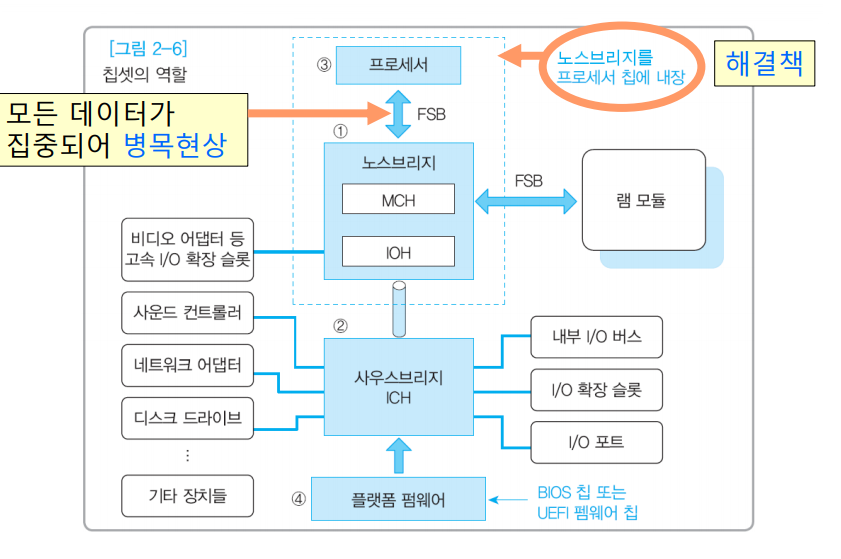 [그림 2-6]
칩셋의 역할
모든 데이터가
집중되어 병목현상
③
프로세서
FSB
노스브리지를
프로세서 칩에 내장
해결책
①
노스브리지
MCH
IOH
FSB
램 모듈
비디오 어댑터 등
고속 I/O 확장 슬롯
사운드 컨트롤러
네트워크 어댑터
디스크 드라이브
⋮
기타 장치들
②
사우스브리지
ICH
내부 I/O 버스
I/O 확장 슬롯
I/O 포트
④
플랫폼 펌웨어
BIOS 칩 또는
UEFI 펨웨어 칩